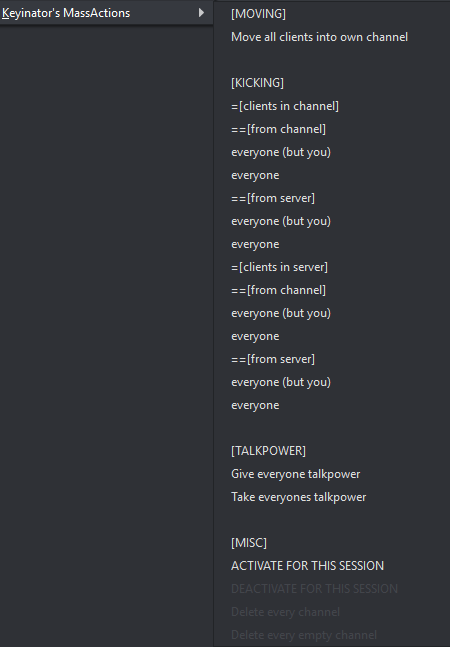 Keyinator's MassActions
[MOVING]
Move all clients into own channel
[KICKING]
=[clients in channel]
==[from channel]
everyone (but you)
everyone
==[from server]
everyone (but you)
everyone
=[clients in server]
==[from channel]
everyone (but you)
everyone
==[from server]
everyone (but you)
everyone
[TALKPOWER]
Give everyone talkpower
Take everyones talkpower
[MISC]
ACTIVATE FOR THIS SESSION
DEACTIVATE FOR THIS SESSION
Delete every channel
Delete every empty channel